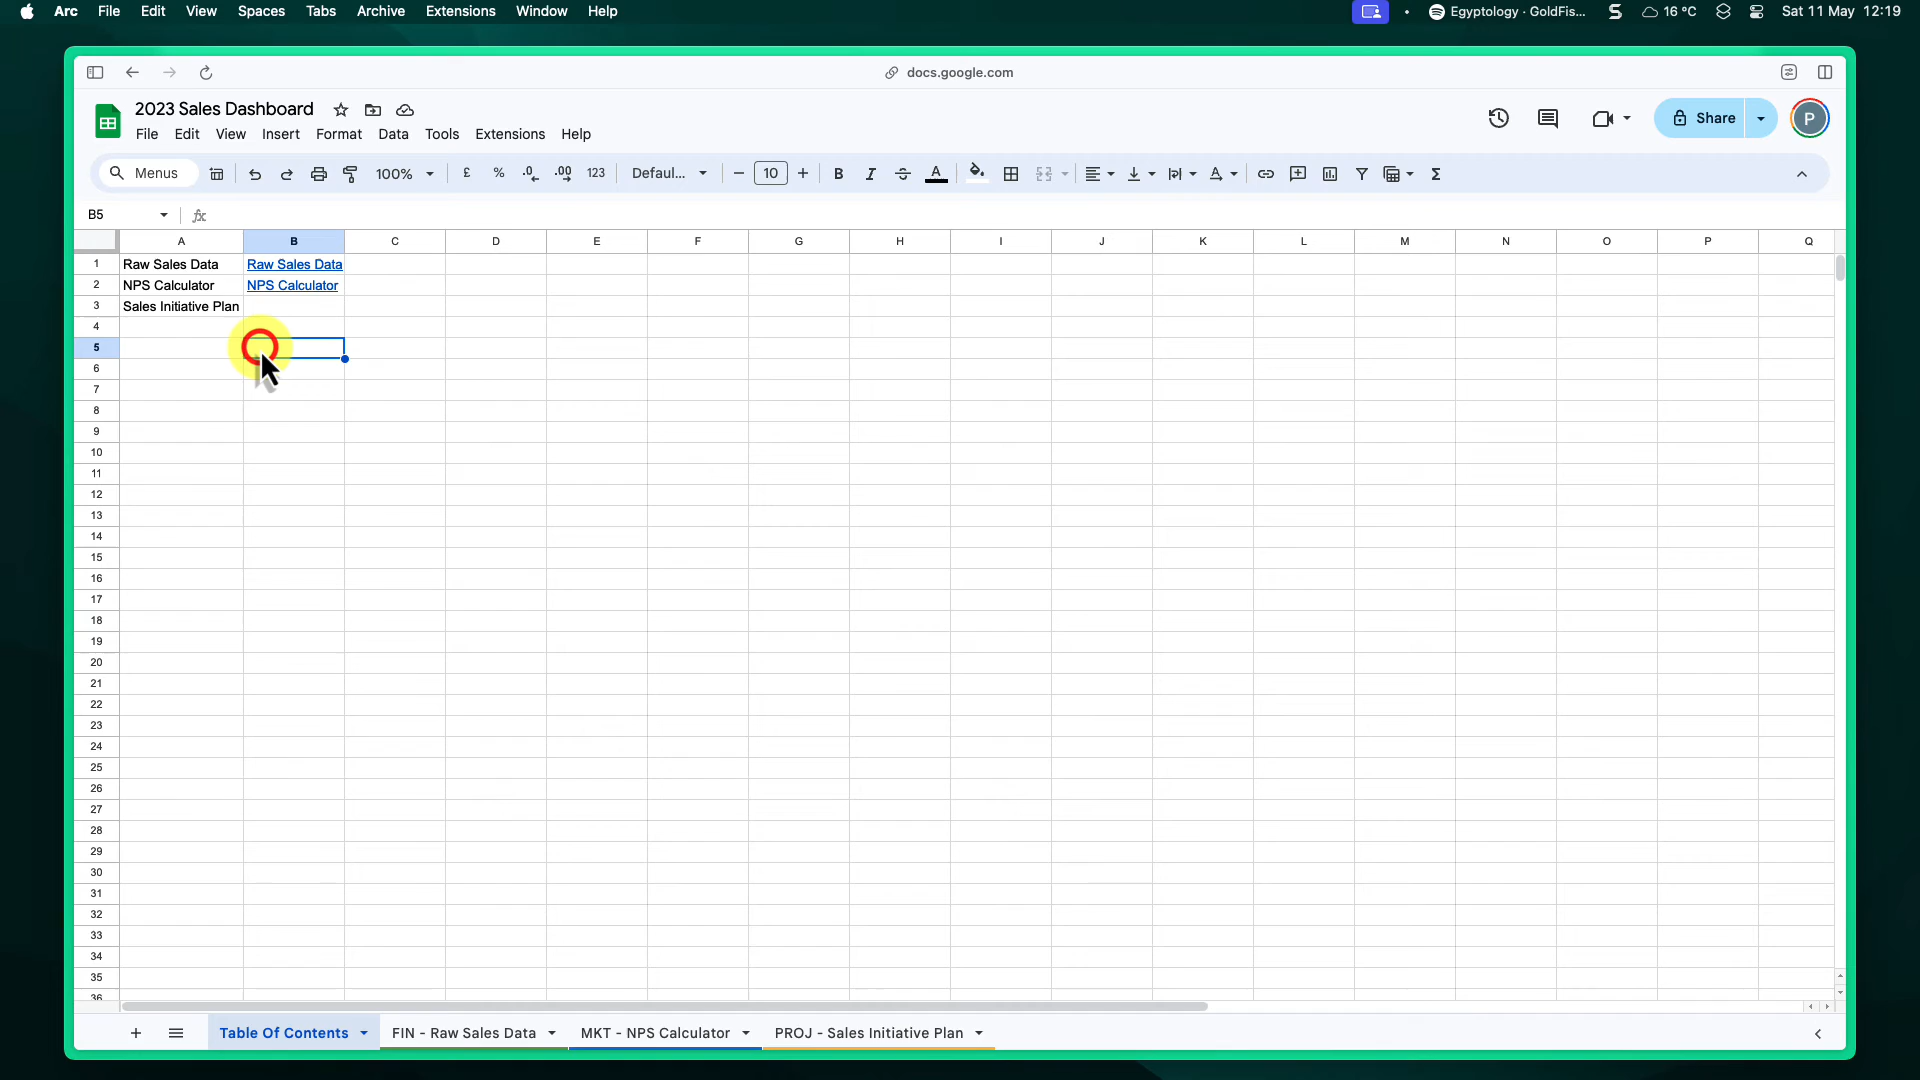 Arc File Edit View Spaces Tabs Archive Extensions Window Help Egyptology · GoldFis... 16 °C Sat 11 May 12:19
docs.google.com
2023 Sales Dashboard
File Edit View Insert Format Data Tools Extensions Help
Share
P
Menus 100% £ % .0 .00 123 Defaul... 10 B I S A Σ
B5 fx
A B C D E F G H I J K L M N O P Q
1 Raw Sales Data Raw Sales Data
2 NPS Calculator NPS Calculator
3 Sales Initiative Plan
4
5
6
7
8
9
10
11
12
13
14
15
16
17
18
19
20
21
22
23
24
25
26
27
28
29
30
31
32
33
34
35
36
Table Of Contents FIN - Raw Sales Data MKT - NPS Calculator PROJ - Sales Initiative Plan